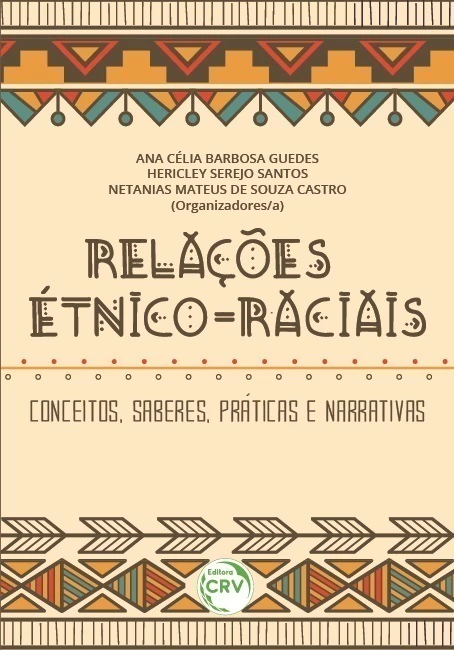 ANA CÉLIA BARBOSA GUEDES
HERICLEY SEREJO SANTOS
NETANIAS MATEUS DE SOUZA CASTRO
(Organizadores/a)
RELAÇÕES
ÉTNICO=RACIAIS
CONCEITOS, SABERES, PRÁTICAS E NARRATIVAS
Editora
CRV